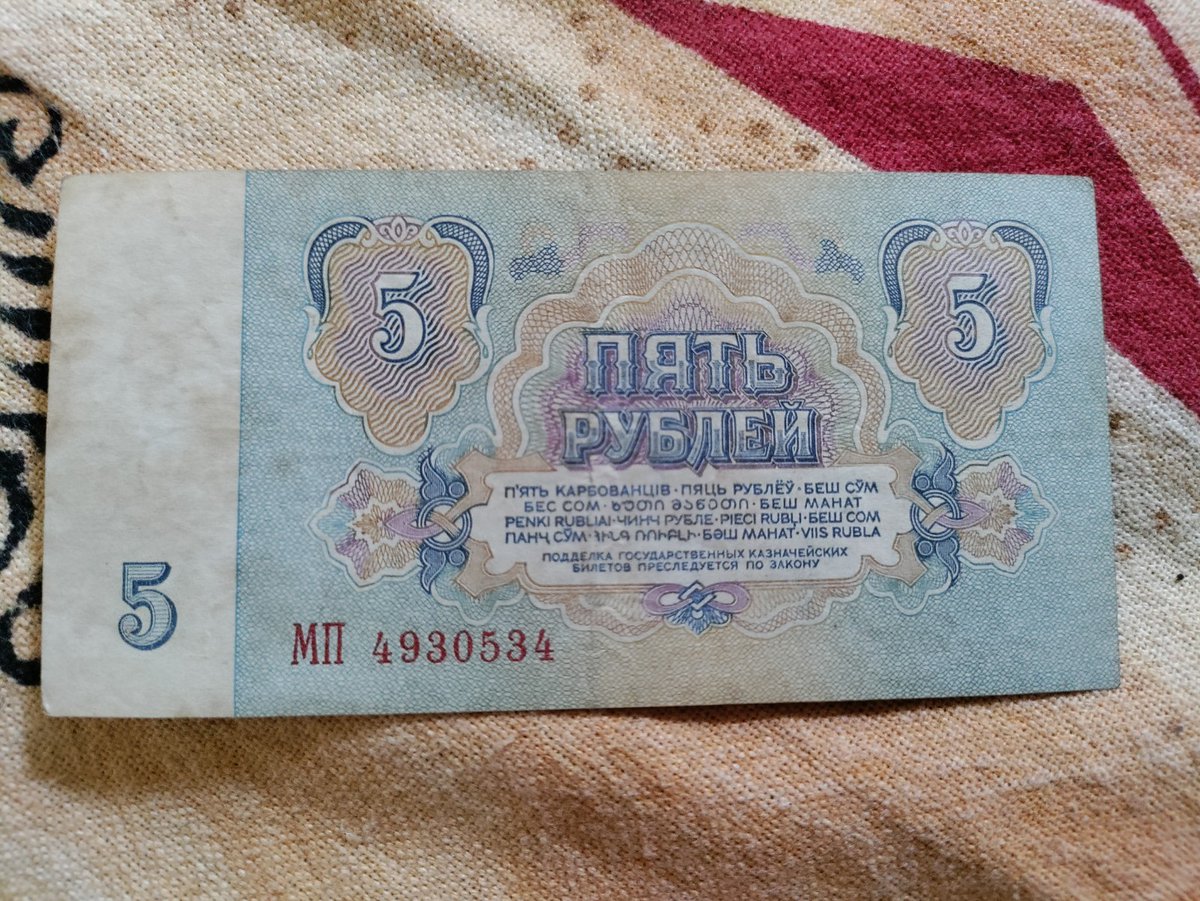 5
5
ПЯТЬ
РУБЛЕЙ
П'ЯТЬ КАРБОВАНЦІВ · ПЯЦЬ РУБЛЁЎ · БЕШ СЎМ
БЕС СОМ · ხუთი მანეთი · БЕШ МАНАТ
PENKI RUBLIAI · ЧИНЧ РУБЛЕ · PIECI RUBĻI · БЕШ СОМ
ПАНҶ СӮМ · ՀԻՆԳ ՌՈՒԲԼԻ · БӘШ МАНАТ · VIIS RUBLA
ПОДДЕЛКА ГОСУДАРСТВЕННЫХ КАЗНАЧЕЙСКИХ
БИЛЕТОВ ПРЕСЛЕДУЕТСЯ ПО ЗАКОНУ
5
МП 4930534